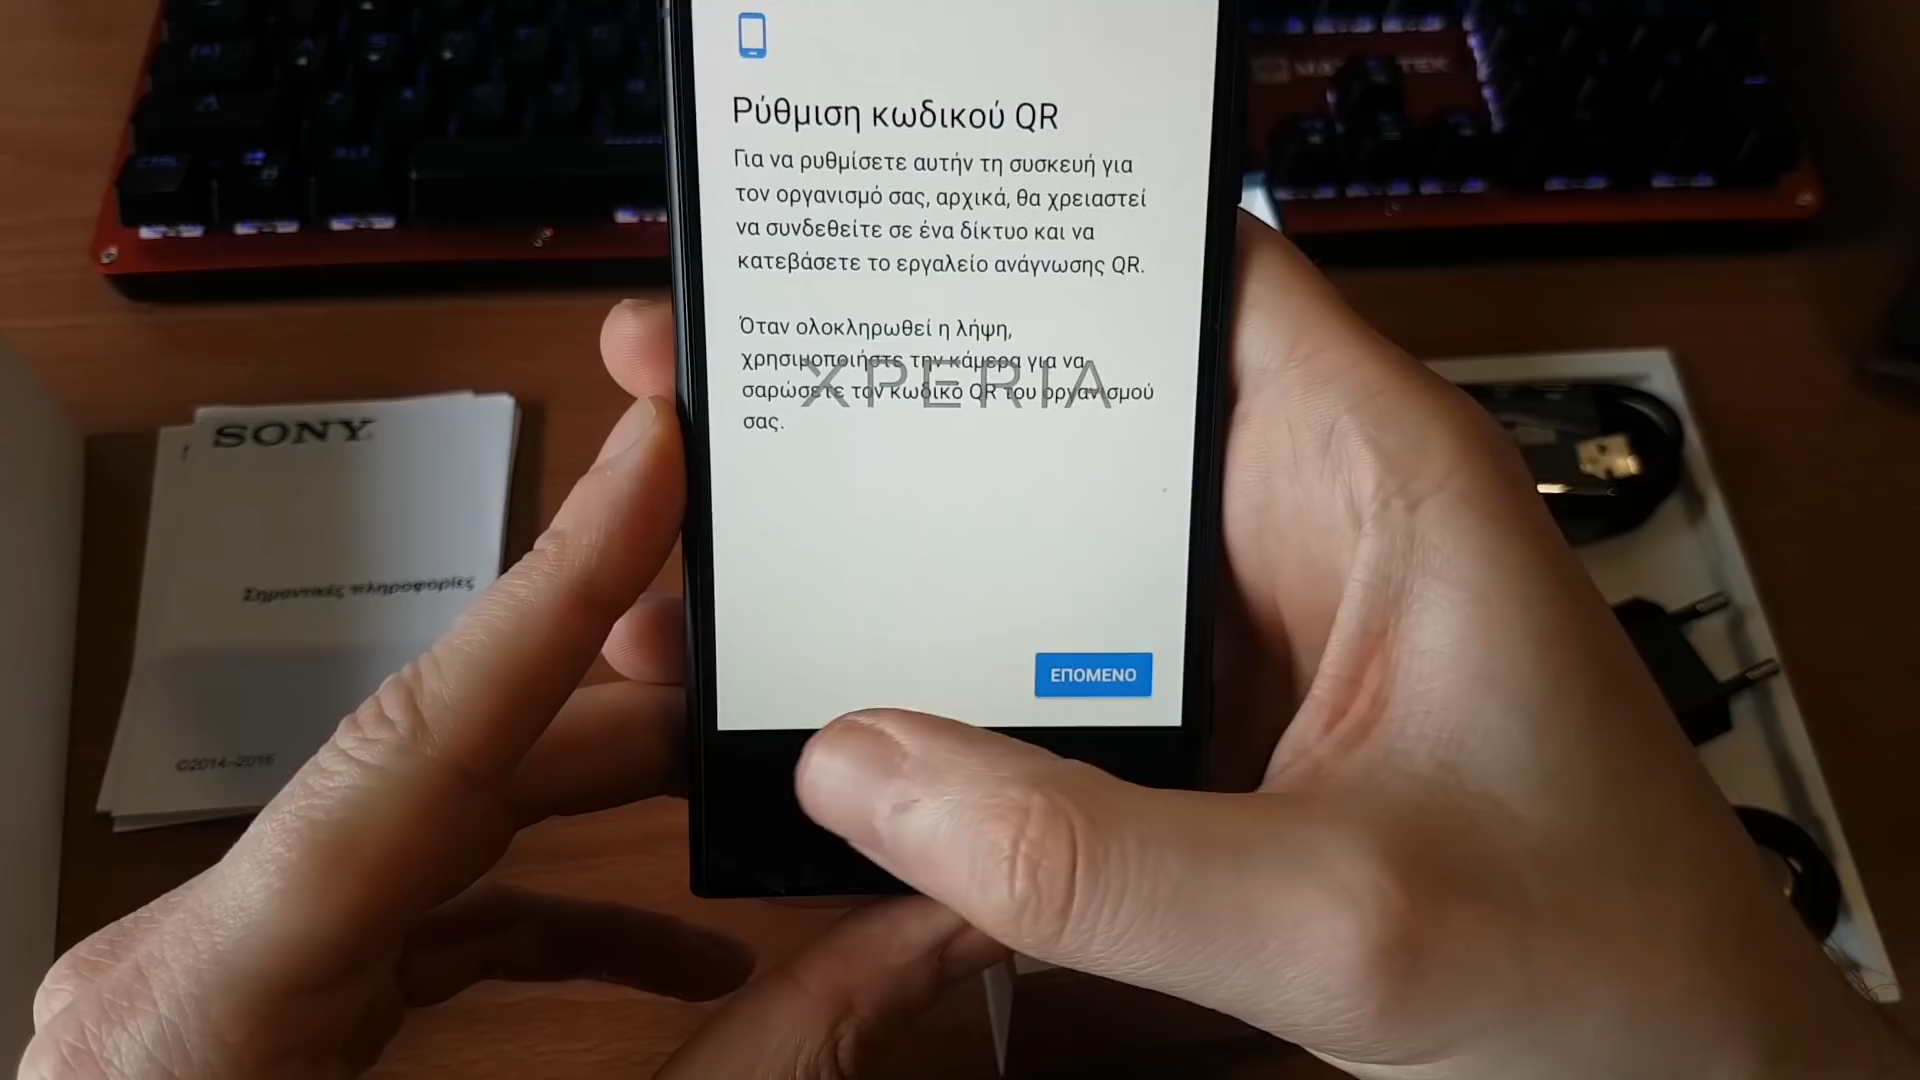 Ρύθμιση κωδικού QR
Για να ρυθμίσετε αυτήν τη συσκευή για
τον οργανισμό σας, αρχικά, θα χρειαστεί
να συνδεθείτε σε ένα δίκτυο και να
κατεβάσετε το εργαλείο ανάγνωσης QR.
Όταν ολοκληρωθεί η λήψη,
χρησιμοποιήστε την κάμερα για να
σαρώσετε τον κωδικό QR του οργανισμού
σας.
XPERIA
ΕΠΟΜΕΝΟ
SONY
Σημαντικές πληροφορίες
©2014-2016
CTRL
ALT